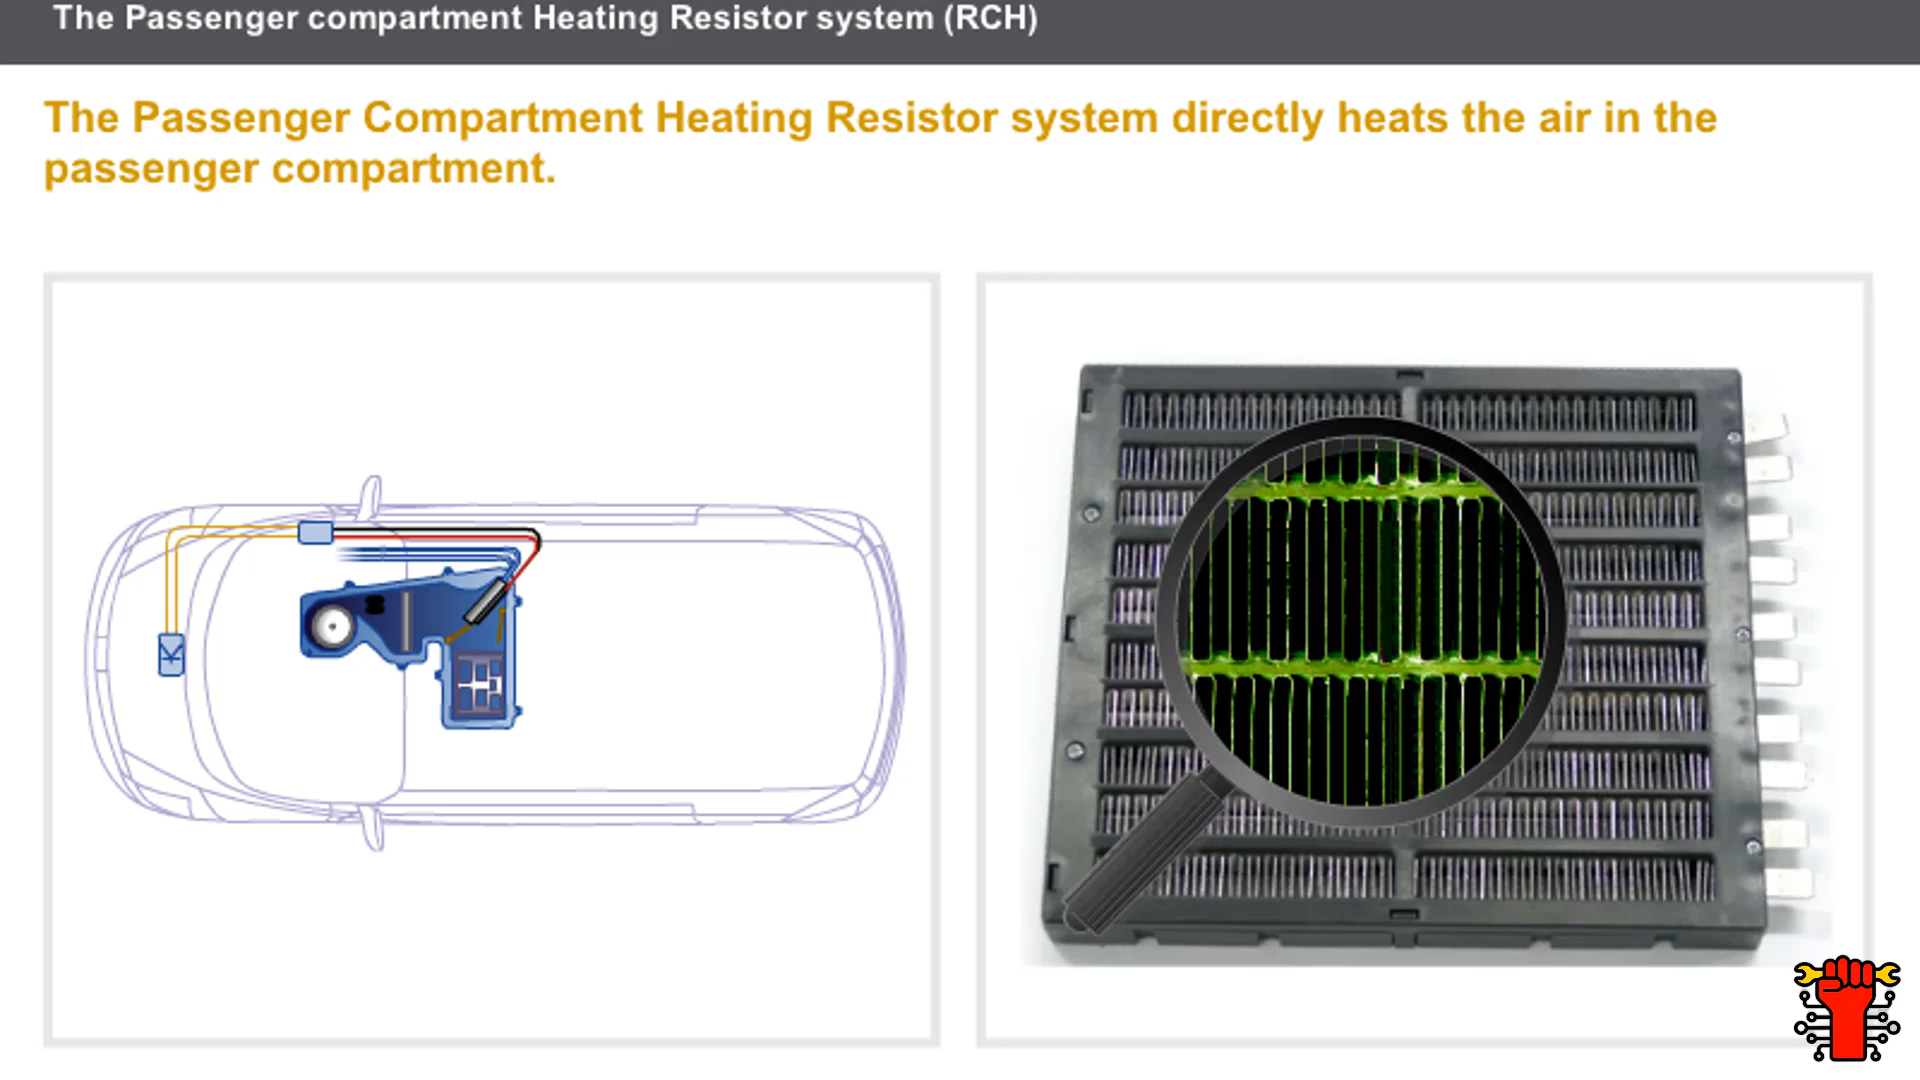 The Passenger compartment Heating Resistor system (RCH)
The Passenger Compartment Heating Resistor system directly heats the air in the
passenger compartment.